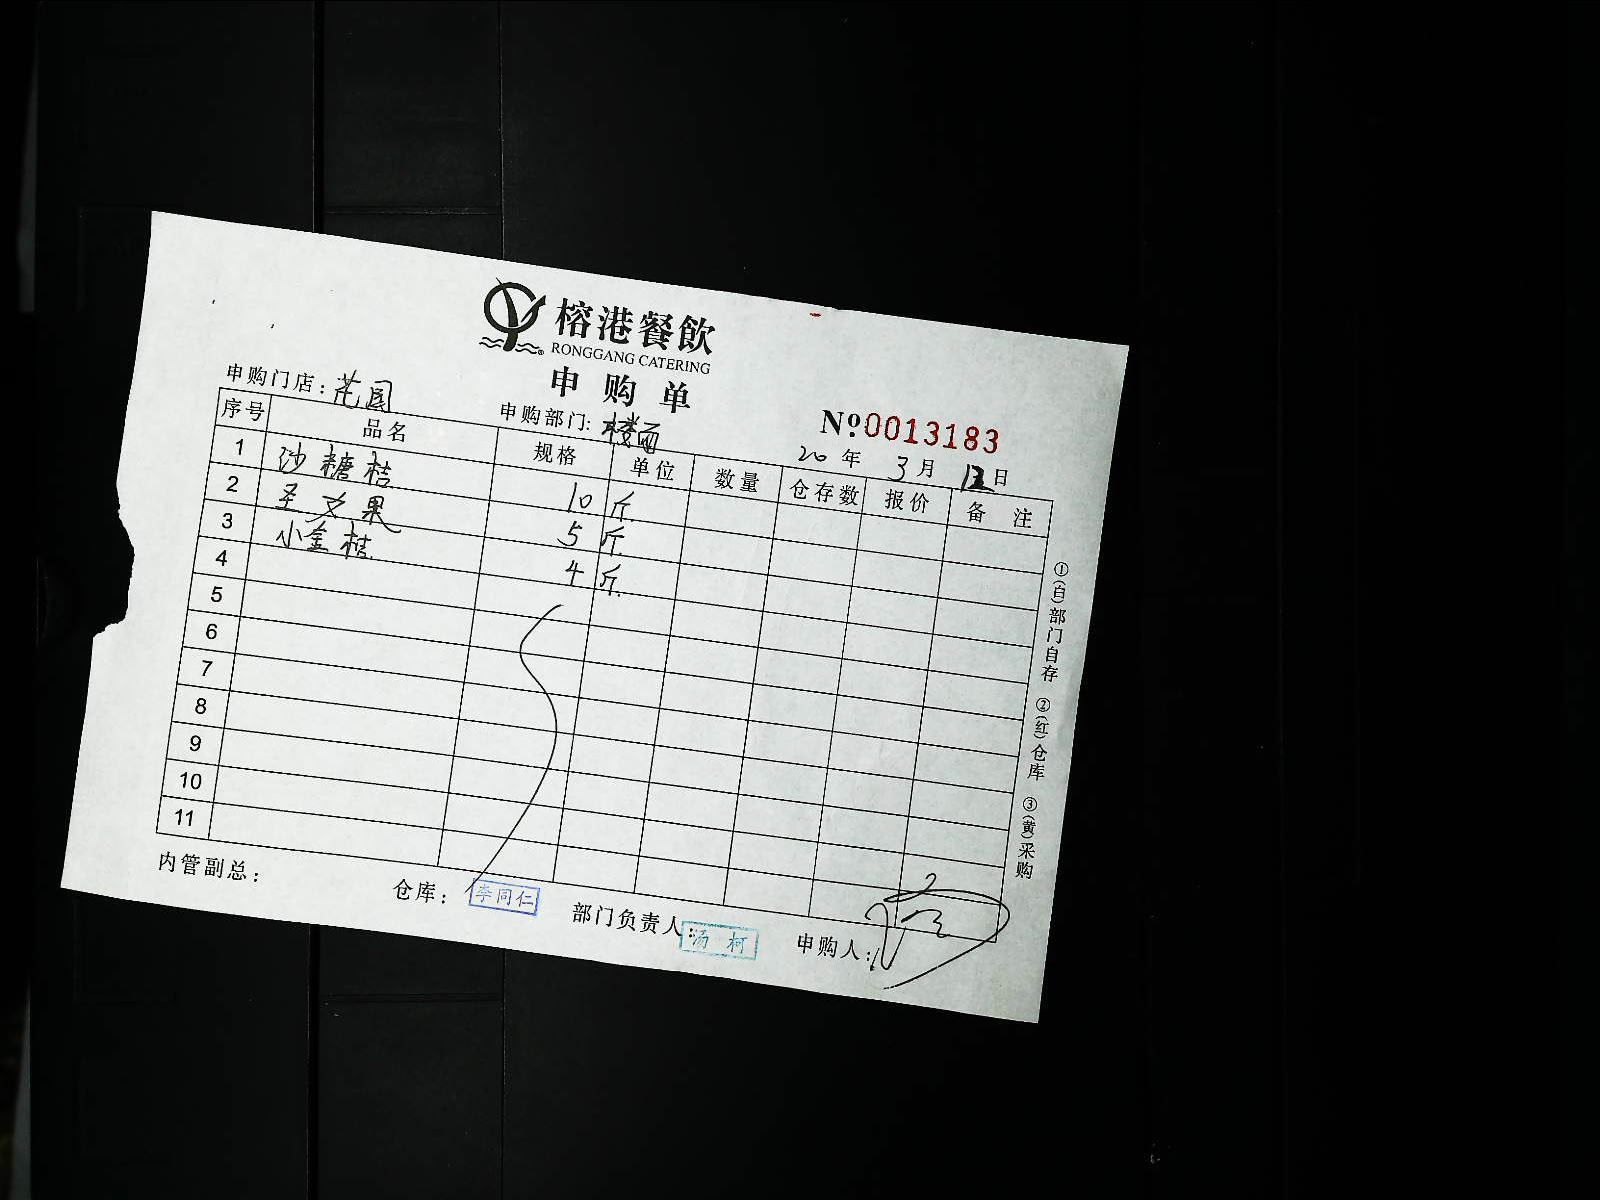 榕港餐飲
RONGGANG CATERING
申购单
申购门店：花园
申购部门：楼面
№0013183
20年 3月 日
序号 品名 规格 单位 数量 仓存数 报价 备注
1 沙糖桔 10 斤
2 圣女果 5 斤
3 小金桔 4 斤
4
5
6
7
8
9
10
11
①(白)部门自存 ②(红)仓库 ③(黄)采购
内管副总：
仓库：李同仁
部门负责人：汤柯
申购人：